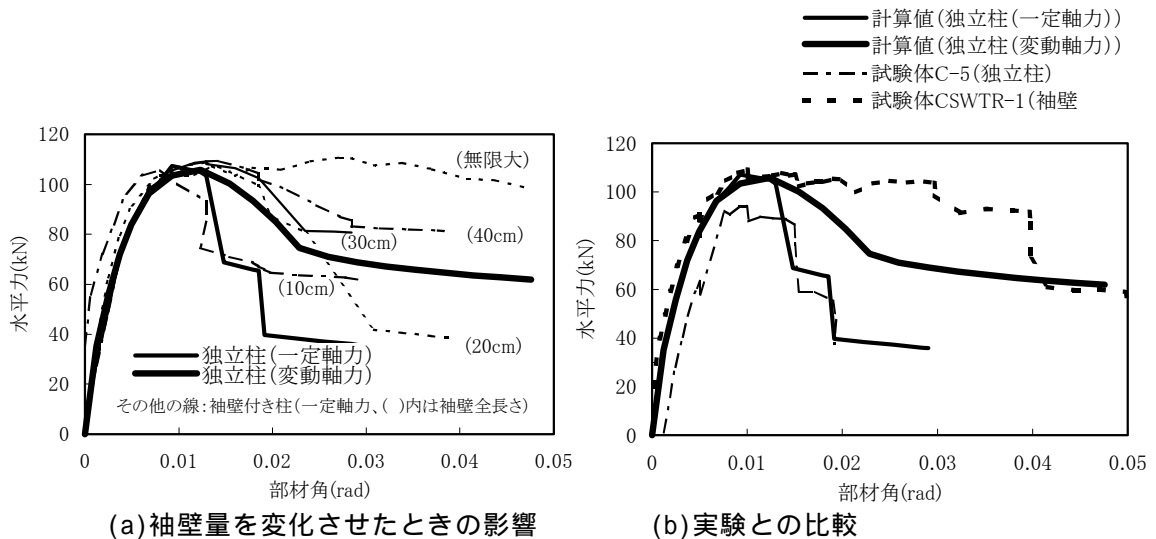 計算値(独立柱(一定軸力))
計算値(独立柱(変動軸力))
試験体C-5(独立柱)
試験体CSWTR-1(袖壁
120
100
80
60
40
20
0
水平力(kN)
(無限大)
(40cm)
(30cm)
(10cm)
(20cm)
独立柱(一定軸力)
独立柱(変動軸力)
その他の線:袖壁付き柱(一定軸力、( )内は袖壁全長さ)
0 0.01 0.02 0.03 0.04 0.05
部材角(rad)
(a)袖壁量を変化させたときの影響
120
100
80
60
40
20
0
水平力(kN)
0 0.01 0.02 0.03 0.04 0.05
部材角(rad)
(b)実験との比較